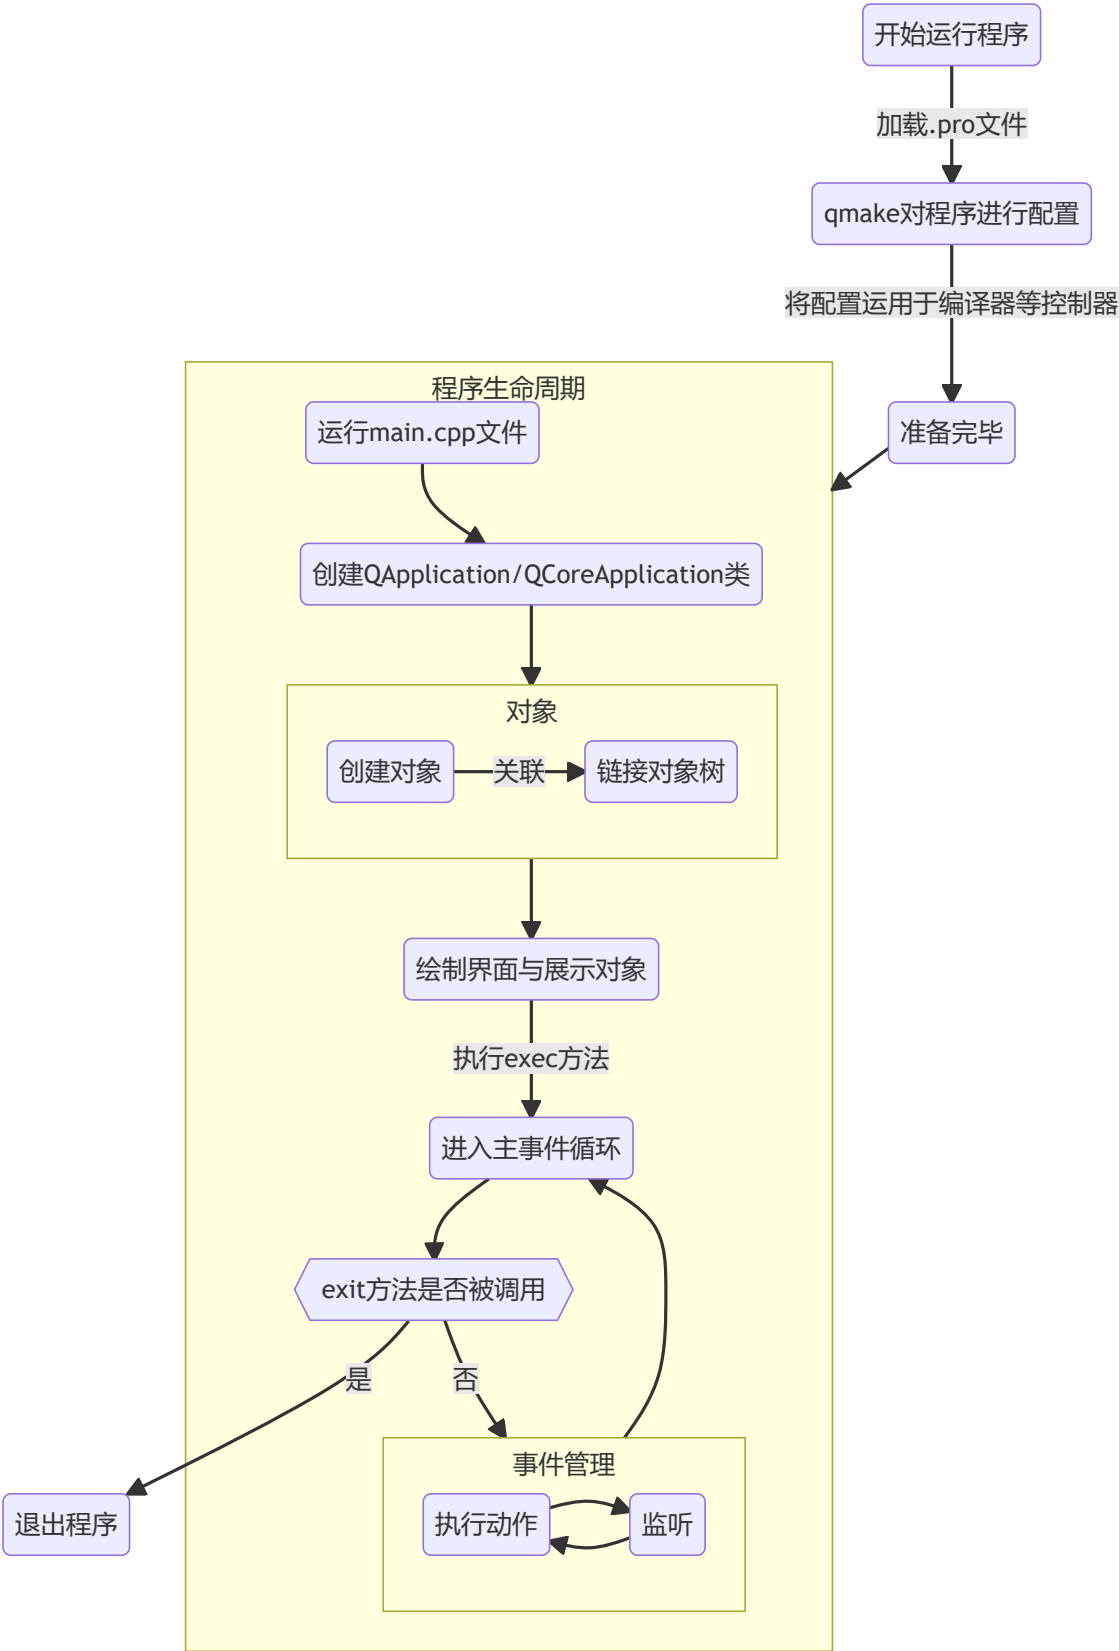 开始运行程序
加载.pro文件
qmake对程序进行配置
将配置运用于编译器等控制器
准备完毕
程序生命周期
运行main.cpp文件
创建QApplication/QCoreApplication类
对象
创建对象
关联
链接对象树
绘制界面与展示对象
执行exec方法
进入主事件循环
exit方法是否被调用
是
否
退出程序
事件管理
执行动作
监听